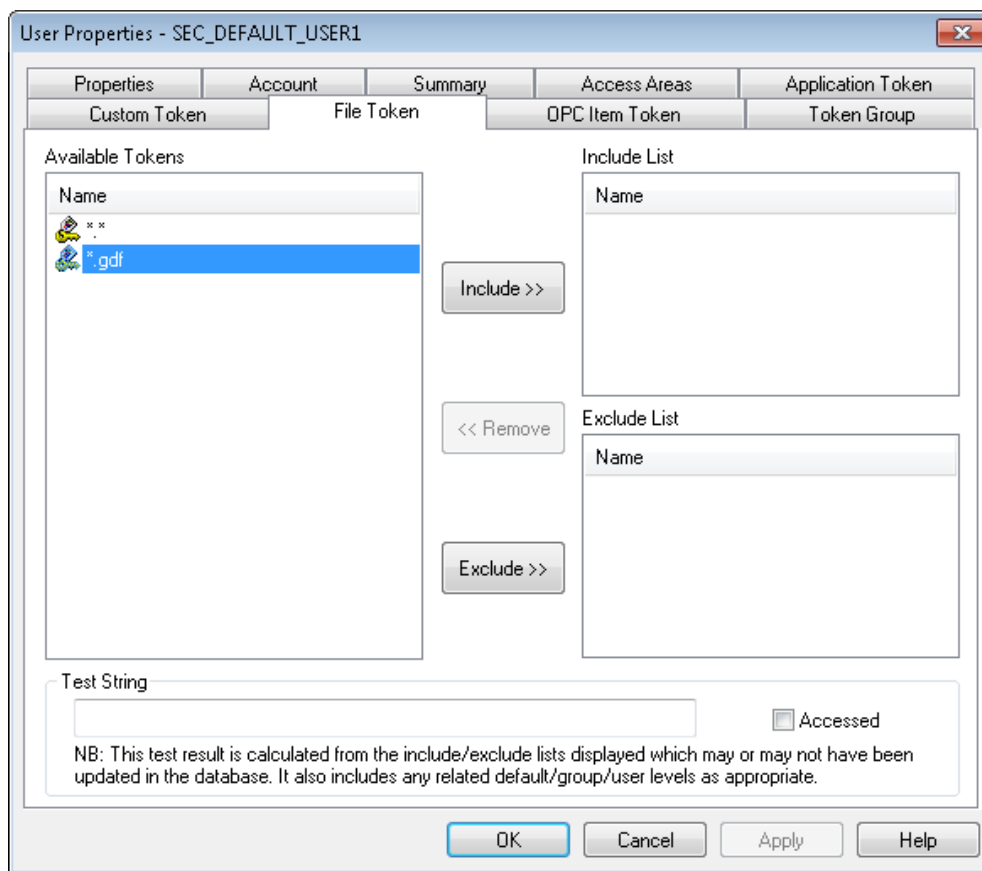 User Properties - SEC_DEFAULT_USER1
Properties
Account
Summary
Access Areas
Application Token
Custom Token
File Token
OPC Item Token
Token Group
Available Tokens
Name
*.*
*.gdf
Include >>
<< Remove
Exclude >>
Include List
Name
Exclude List
Name
Test String
Accessed
NB: This test result is calculated from the include/exclude lists displayed which may or may not have been
updated in the database. It also includes any related default/group/user levels as appropriate.
OK
Cancel
Apply
Help